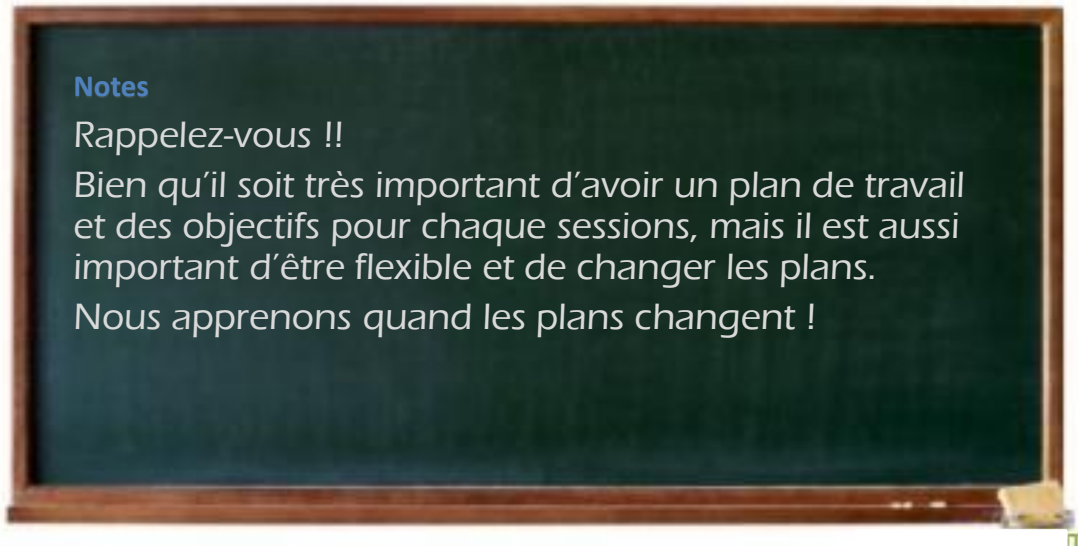 Notes
Rappelez-vous !!
Bien qu’il soit très important d’avoir un plan de travail
et des objectifs pour chaque sessions, mais il est aussi
important d’être flexible et de changer les plans.
Nous apprenons quand les plans changent !